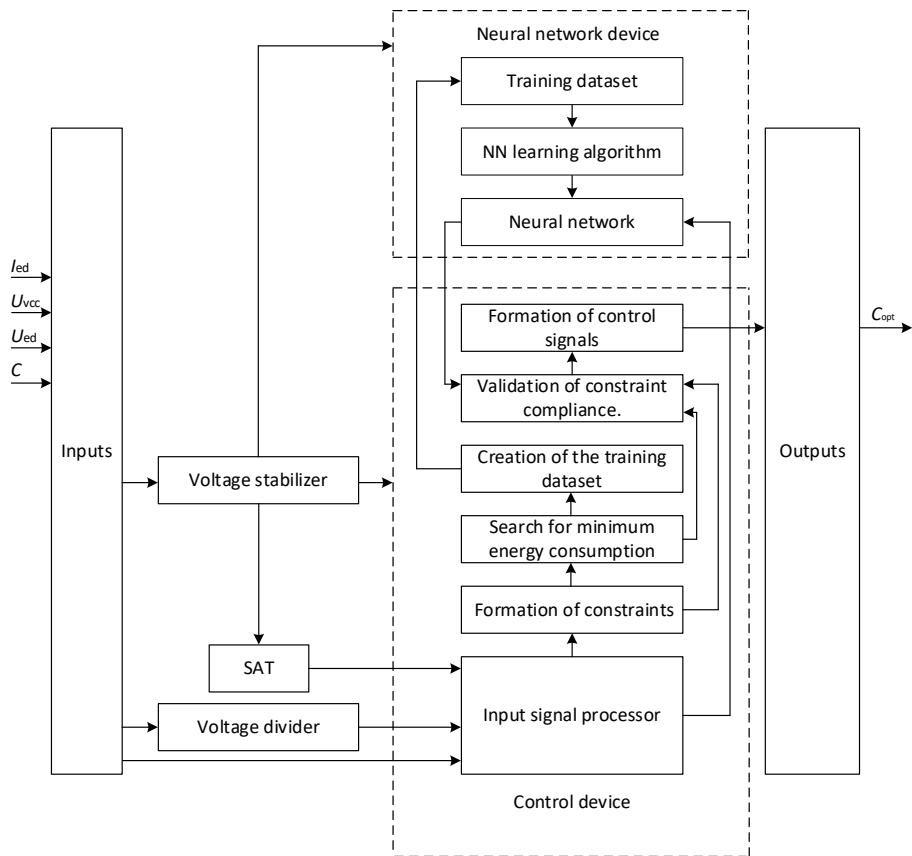 Neural network device
Training dataset
NN learning algorithm
Neural network
Ied
Uvcc
Ued
C
Inputs
Formation of control
signals
Validation of constraint
compliance.
Creation of the training
dataset
Search for minimum
energy consumption
Formation of constraints
Input signal processor
Control device
Voltage stabilizer
SAT
Voltage divider
Outputs
Copt